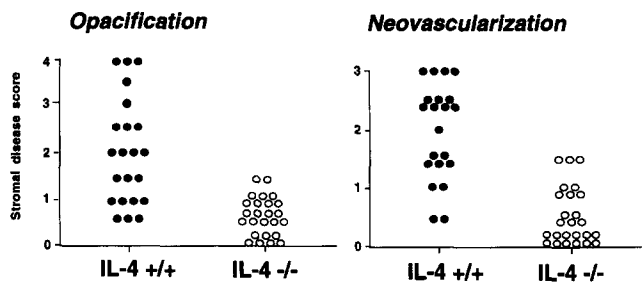 Opacification
Neovascularization
Stromal disease score
4
3
2
1
0
IL-4 +/+ IL-4 -/-
3
2
1
0
IL-4 +/+ IL-4 -/-